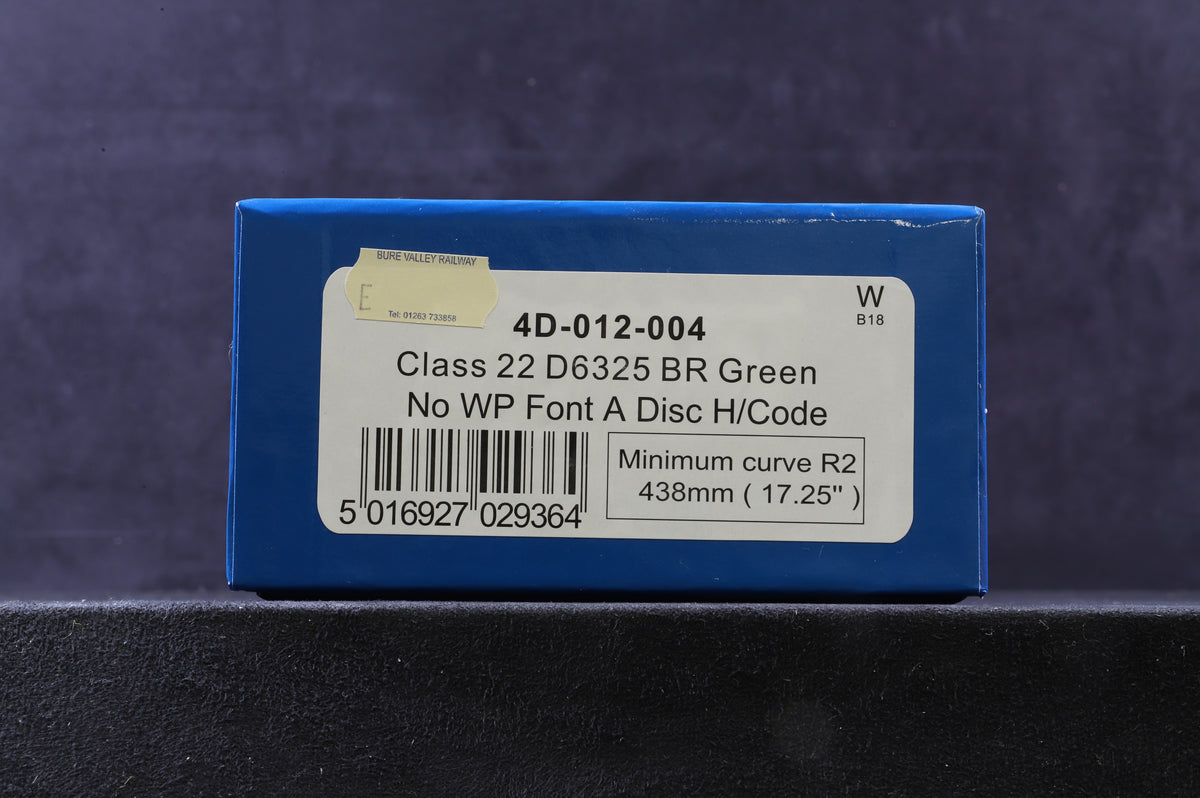 BURE VALLEY RAILWAY
E
Tel: 01263 733858
W
B18
4D-012-004
Class 22 D6325 BR Green
No WP Font A Disc H/Code
Minimum curve R2
438mm ( 17.25" )
5 016927 029364